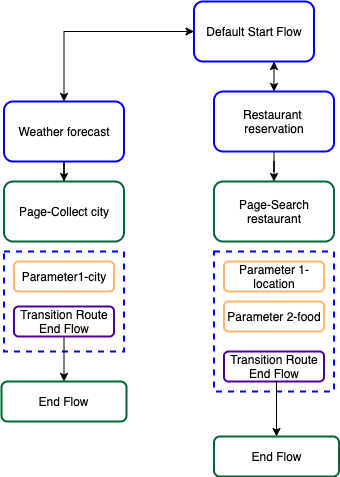 Default Start Flow
Weather forecast
Restaurant
reservation
Page-Collect city
Page-Search
restaurant
Parameter1-city
Transition Route
End Flow
Parameter 1-
location
Parameter 2-food
Transition Route
End Flow
End Flow
End Flow